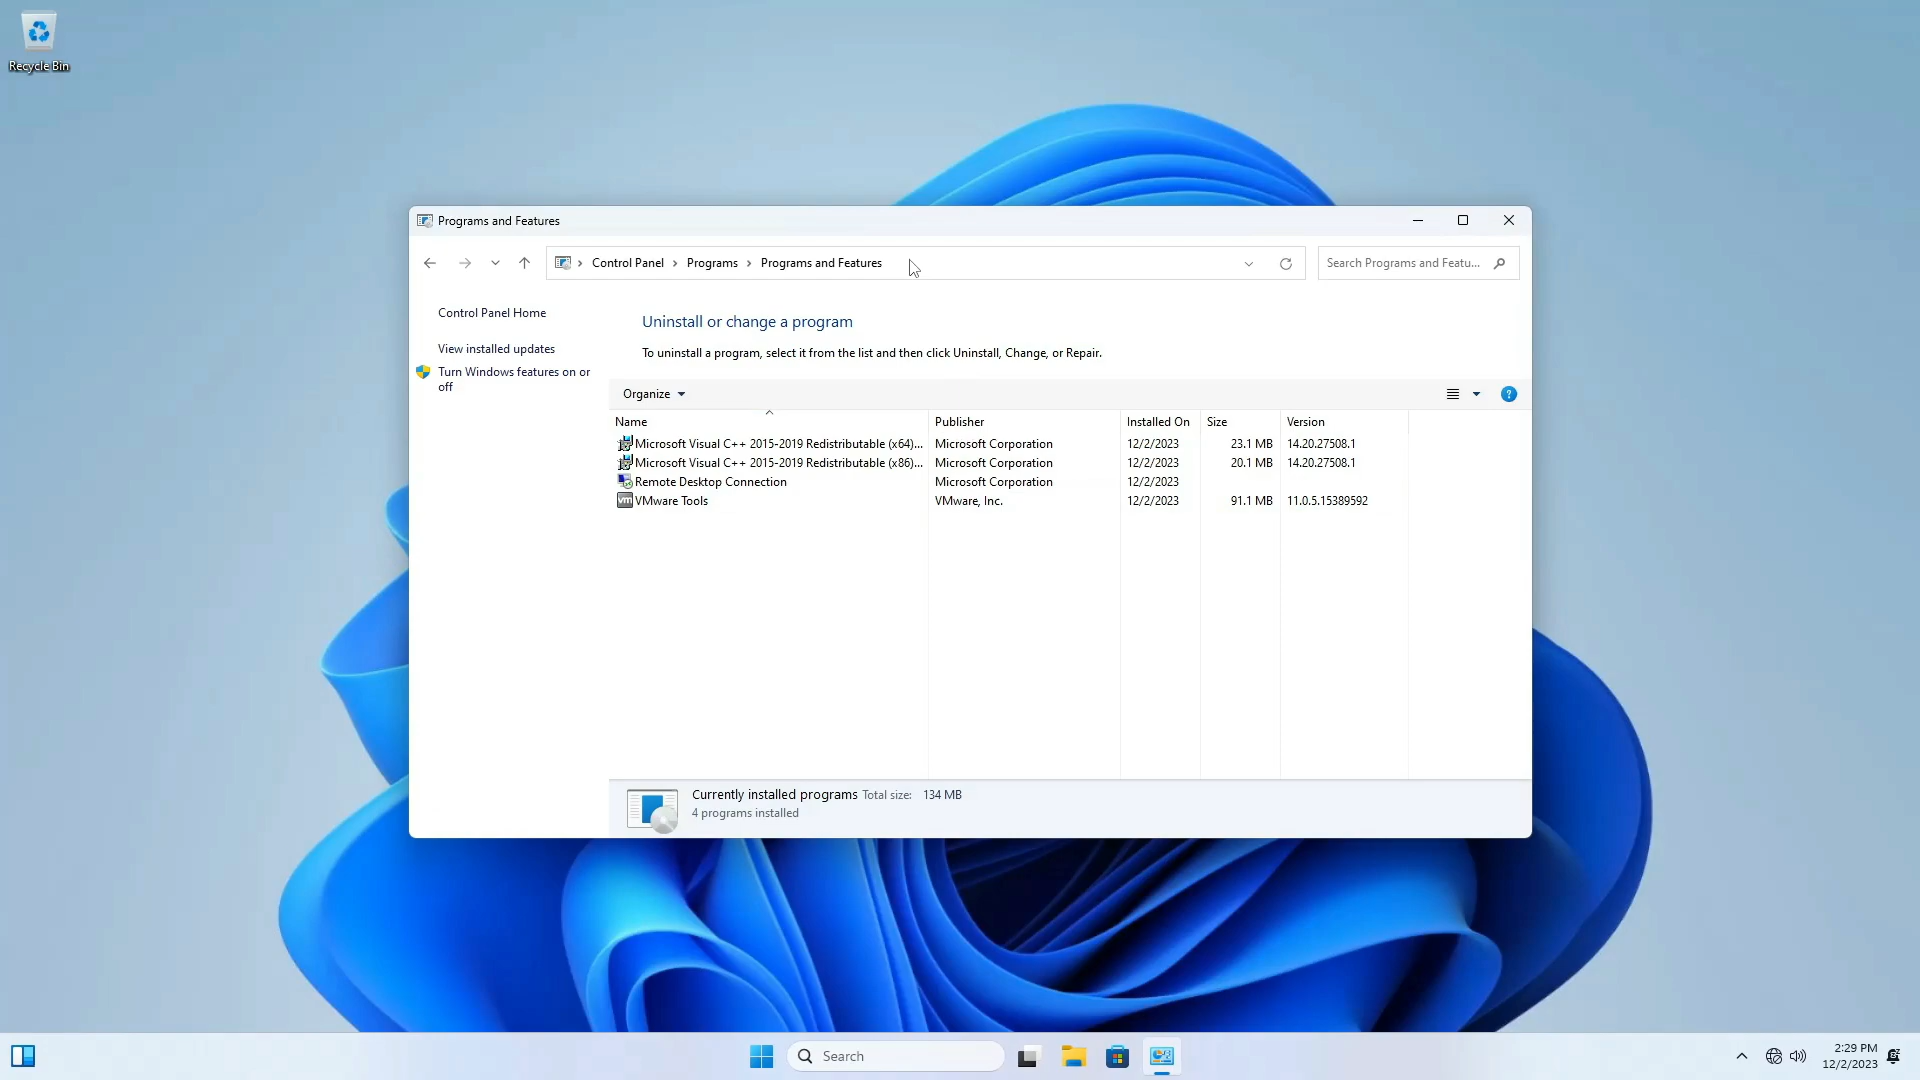 Recycle Bin
Programs and Features
Control Panel
Programs
Programs and Features
Search Programs and Featu...
Control Panel Home
View installed updates
Turn Windows features on or
off
Uninstall or change a program
To uninstall a program, select it from the list and then click Uninstall, Change, or Repair.
Organize
Name Publisher Installed On Size Version
Microsoft Visual C++ 2015-2019 Redistributable (x64)... Microsoft Corporation 12/2/2023 23.1 MB 14.20.27508.1
Microsoft Visual C++ 2015-2019 Redistributable (x86)... Microsoft Corporation 12/2/2023 20.1 MB 14.20.27508.1
Remote Desktop Connection Microsoft Corporation 12/2/2023
vm VMware Tools VMware, Inc. 12/2/2023 91.1 MB 11.0.5.15389592
Currently installed programs Total size: 134 MB
4 programs installed
Search
2:29 PM
12/2/2023